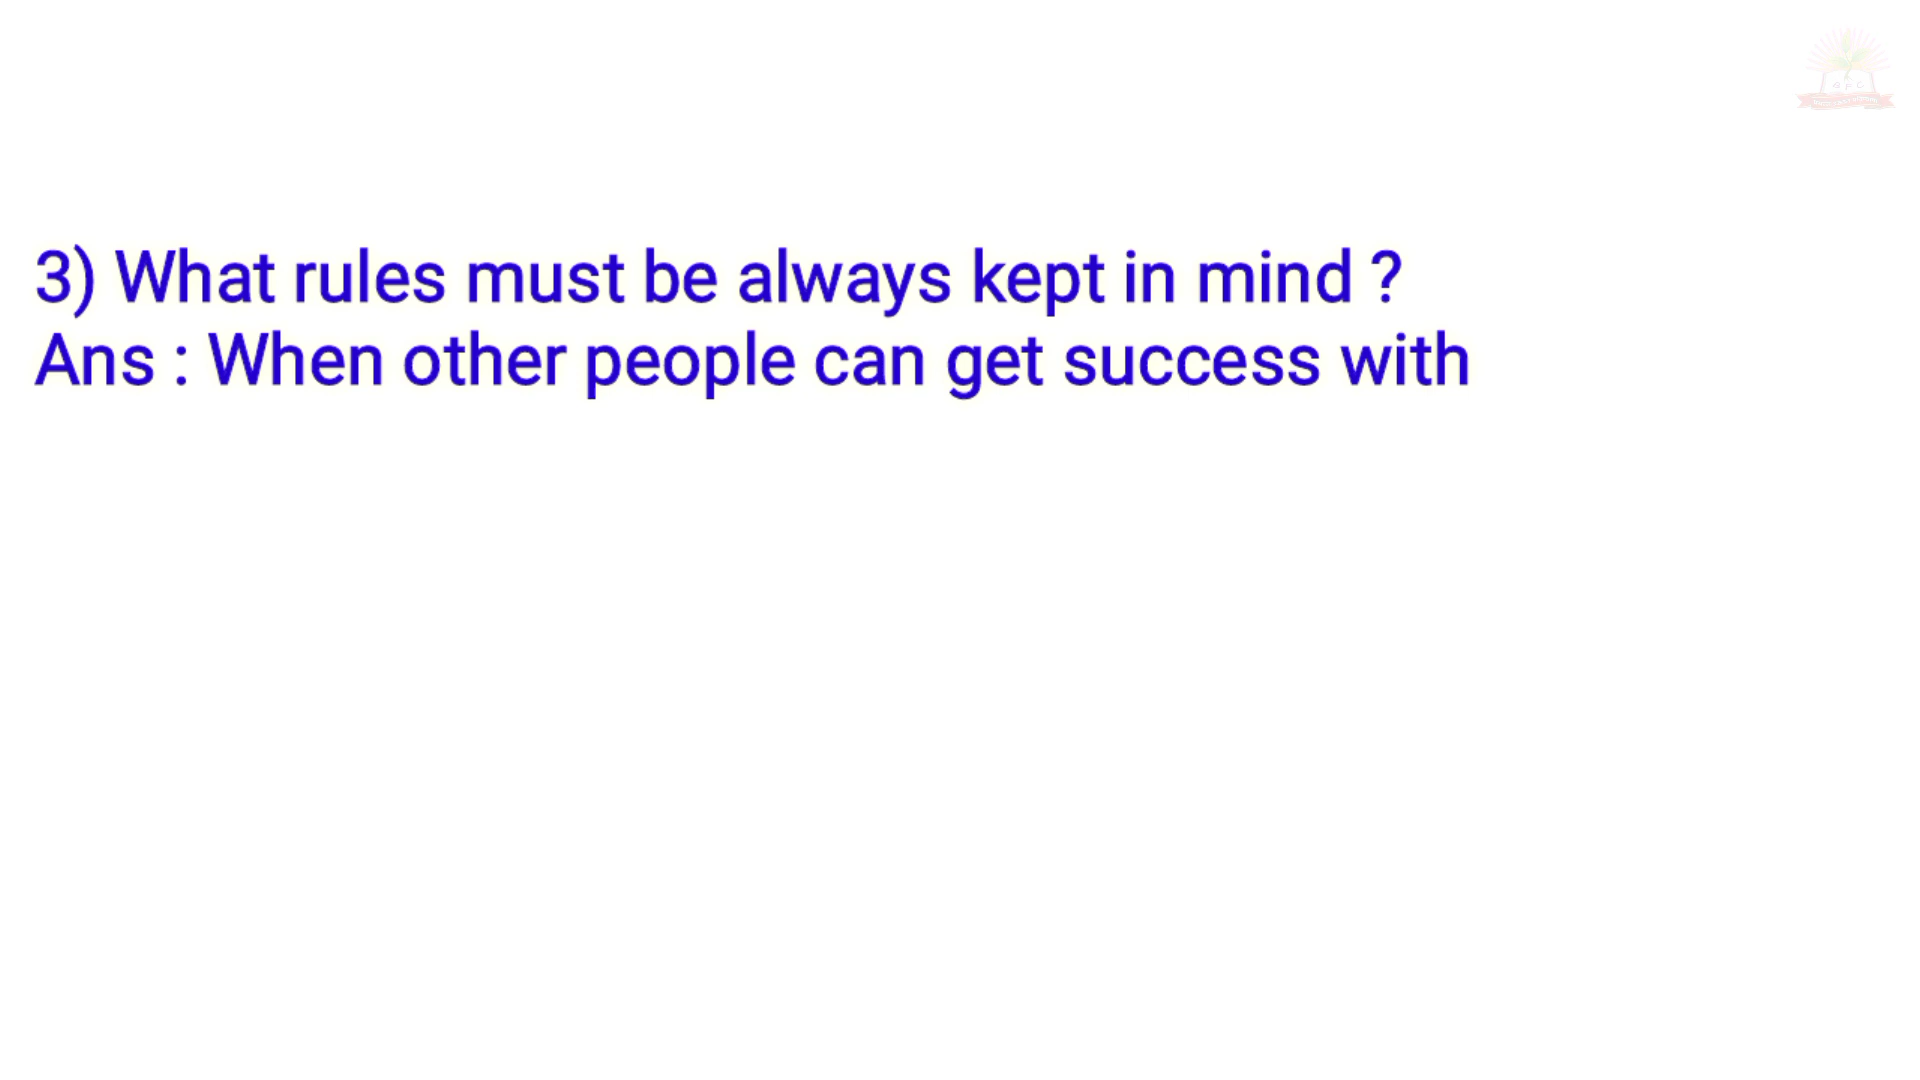 3) What rules must be always kept in mind ?
Ans : When other people can get success with